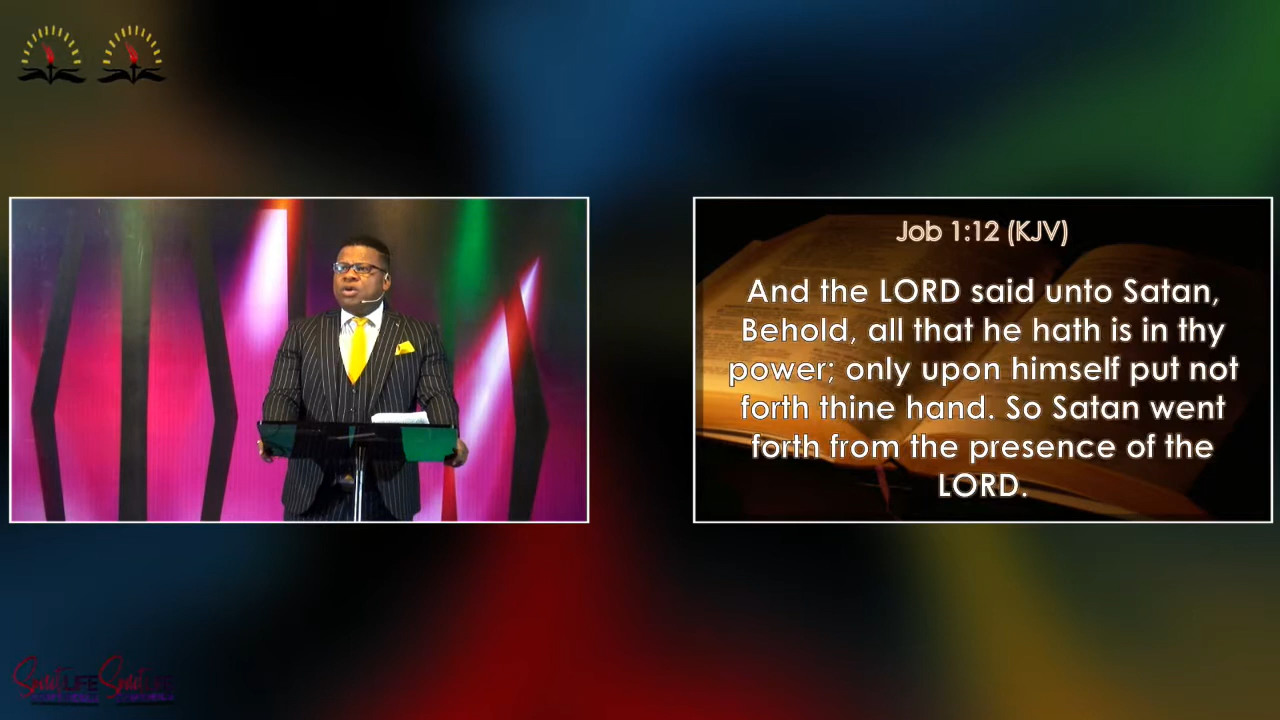 Job 1:12 (KJV)
And the LORD said unto Satan,
Behold, all that he hath is in thy
power; only upon himself put not
forth thine hand. So Satan went
forth from the presence of the
LORD.